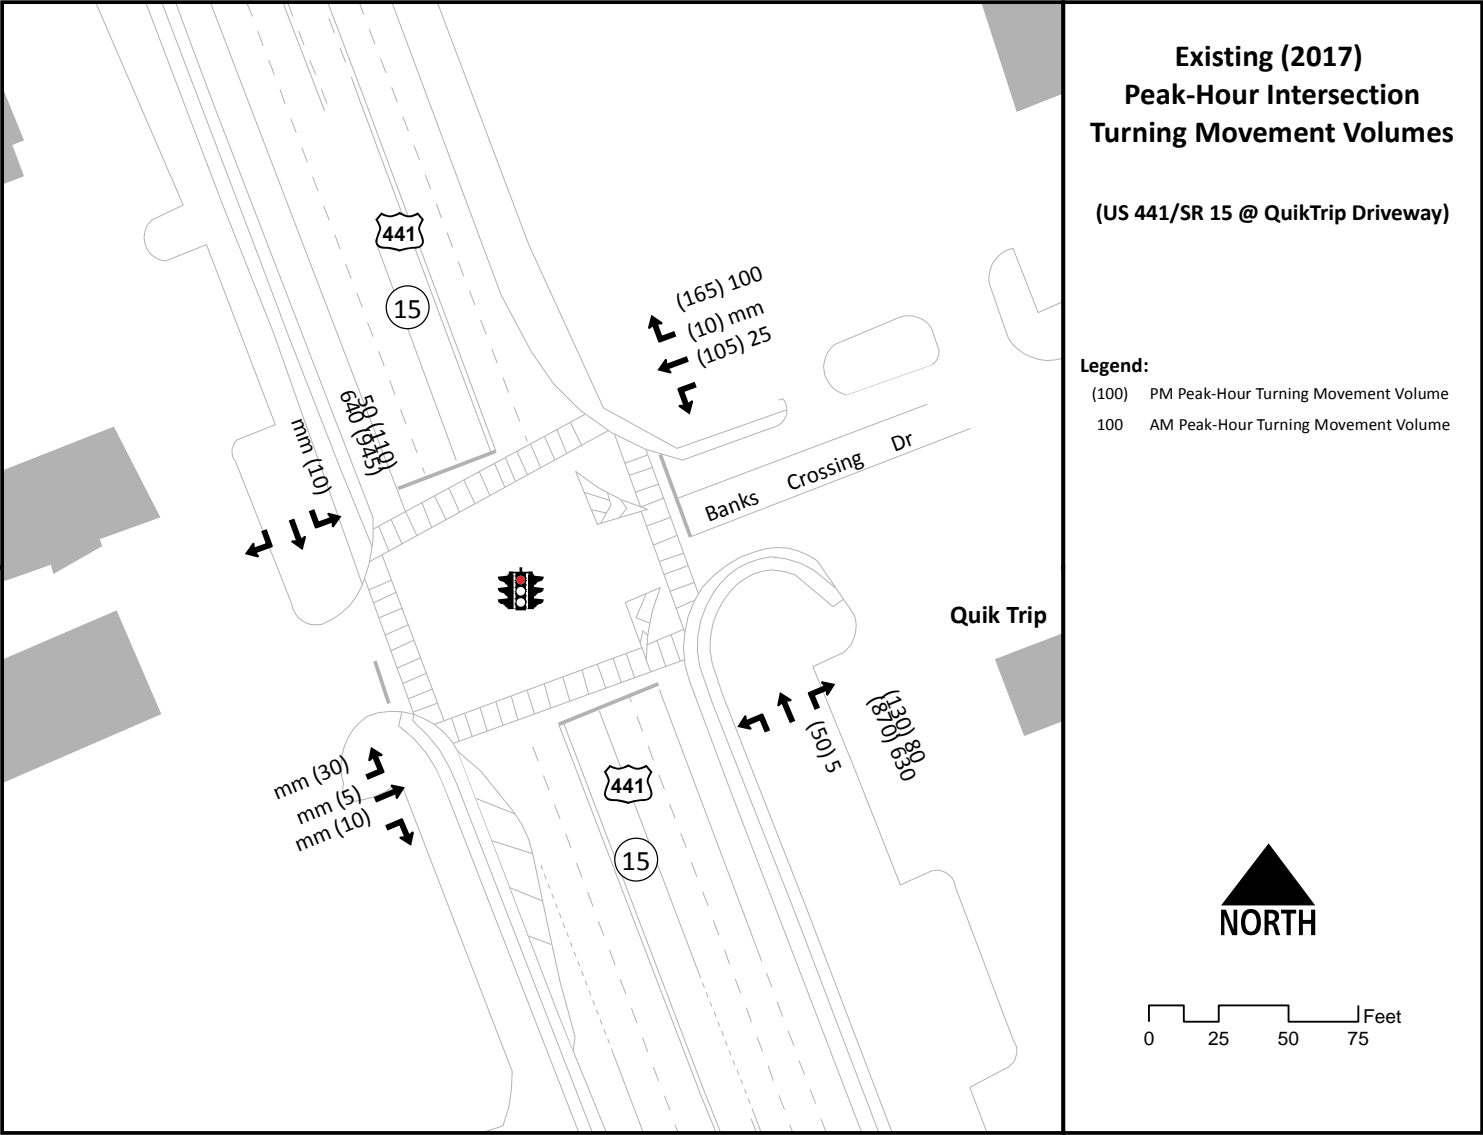 Existing (2017)
Peak-Hour Intersection
Turning Movement Volumes
(US 441/SR 15 @ QuikTrip Driveway)
Legend:
(100) PM Peak-Hour Turning Movement Volume
100 AM Peak-Hour Turning Movement Volume
441
15
(165) 100
(10) mm
(105) 25
50 (110)
640 (945)
mm (10)
Banks Crossing Dr
Quik Trip
(130) 80
(870) 630
(50) 5
mm (30)
mm (5)
mm (10)
441
15
NORTH
Feet
0 25 50 75